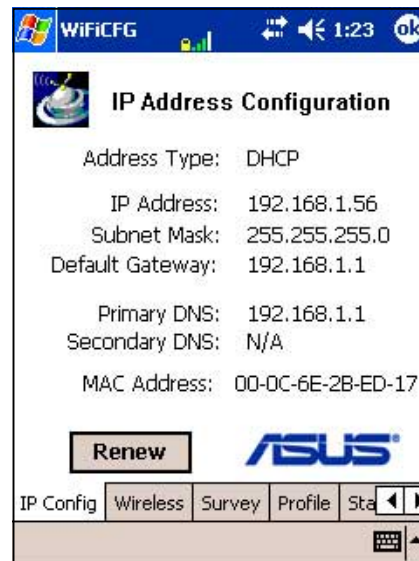 WiFiCFG 1:23 ok
IP Address Configuration
Address Type: DHCP
IP Address: 192.168.1.56
Subnet Mask: 255.255.255.0
Default Gateway: 192.168.1.1
Primary DNS: 192.168.1.1
Secondary DNS: N/A
MAC Address: 00-0C-6E-2B-ED-17
Renew ASUS
IP Config Wireless Survey Profile Sta